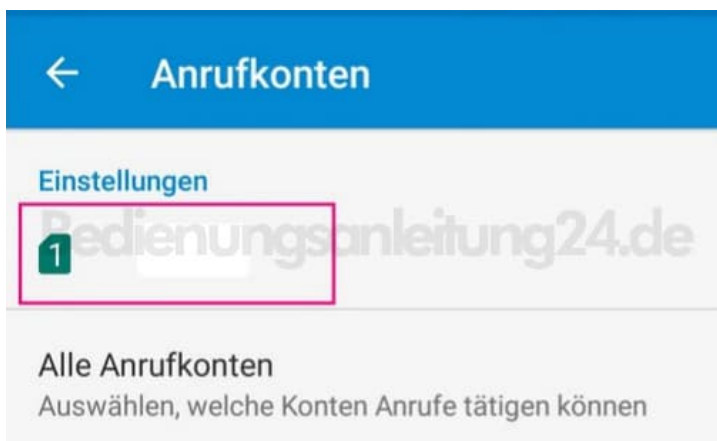 Anrufkonten
Einstellungen
Bedienungsanleitung24.de
1
Alle Anrufkonten
Auswählen, welche Konten Anrufe tätigen können